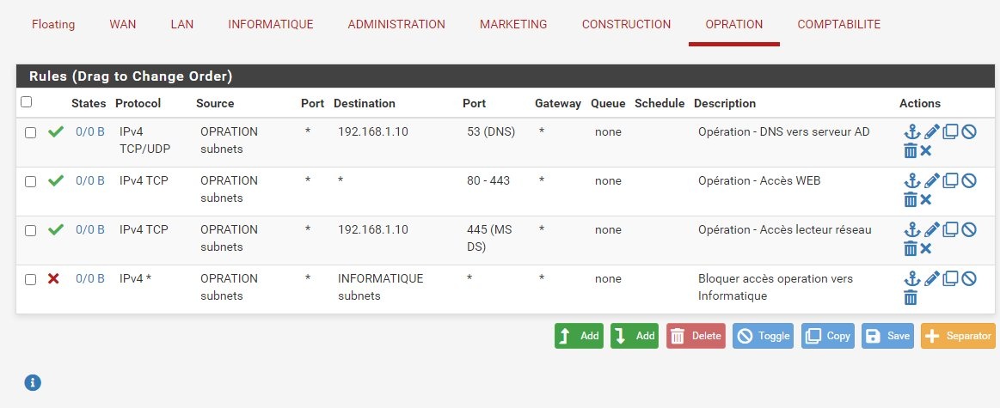 Floating WAN LAN INFORMATIQUE ADMINISTRATION MARKETING CONSTRUCTION OPRATION COMPTABILITE
Rules (Drag to Change Order)
States Protocol Source Port Destination Port Gateway Queue Schedule Description Actions
0/0 B IPv4 OPRATION * 192.168.1.10 53 (DNS) * none Opération - DNS vers serveur AD
TCP/UDP subnets
0/0 B IPv4 TCP OPRATION * * 80 - 443 * none Opération - Accès WEB
subnets
0/0 B IPv4 TCP OPRATION * 192.168.1.10 445 (MS * none Opération - Accès lecteur réseau
subnets DS)
0/0 B IPv4 * OPRATION * INFORMATIQUE * * none Bloquer accès operation vers
subnets subnets Informatique
Add Add Delete Toggle Copy Save Separator